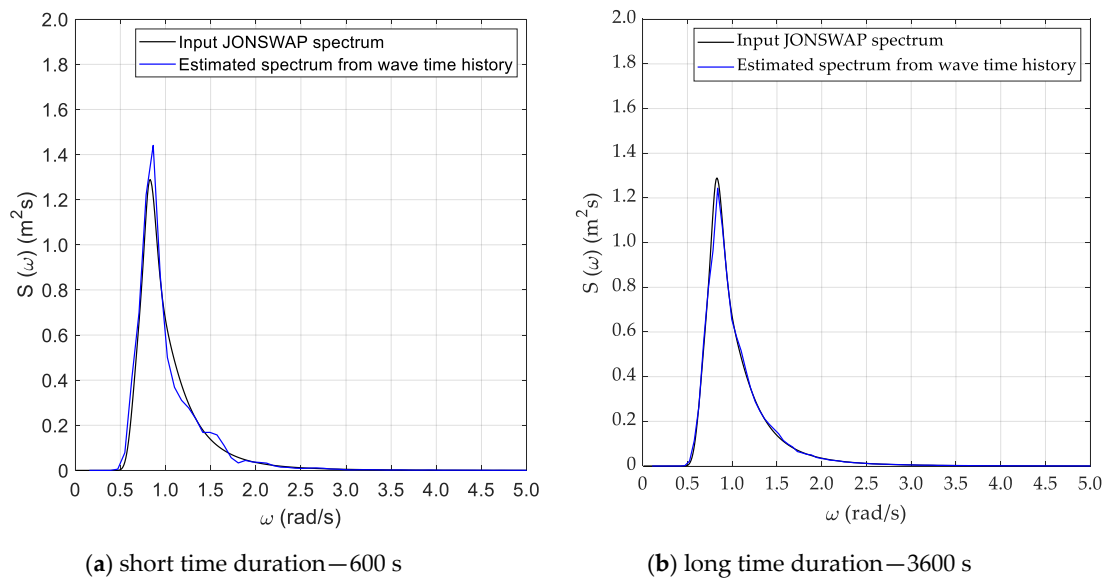 2.0
1.8
1.6
1.4
1.2
1.0
0.8
0.6
0.4
0.2
0
S (ω) (m²s)
Input JONSWAP spectrum
Estimated spectrum from wave time history
0 0.5 1.0 1.5 2.0 2.5 3.0 3.5 4.0 4.5 5.0
ω (rad/s)
(a) short time duration—600 s
2.0
1.8
1.6
1.4
1.2
1.0
0.8
0.6
0.4
0.2
0
S (ω) (m²s)
Input JONSWAP spectrum
Estimated spectrum from wave time history
0 0.5 1.0 1.5 2.0 2.5 3.0 3.5 4.0 4.5 5.0
ω (rad/s)
(b) long time duration—3600 s